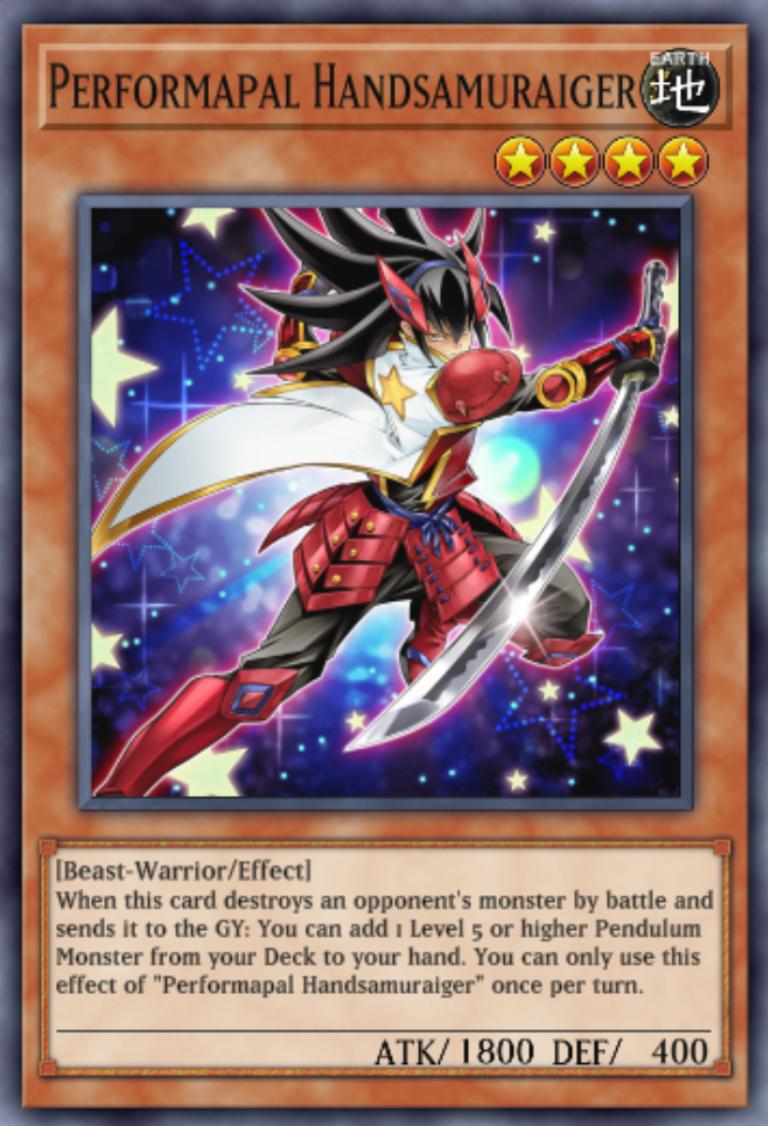 PERFORMAPAL HANDSAMURAIGER
EARTH
地
[Beast-Warrior/Effect]
When this card destroys an opponent's monster by battle and
sends it to the GY: You can add 1 Level 5 or higher Pendulum
Monster from your Deck to your hand. You can only use this
effect of "Performapal Handsamuraiger" once per turn.
ATK/ 1800 DEF/ 400